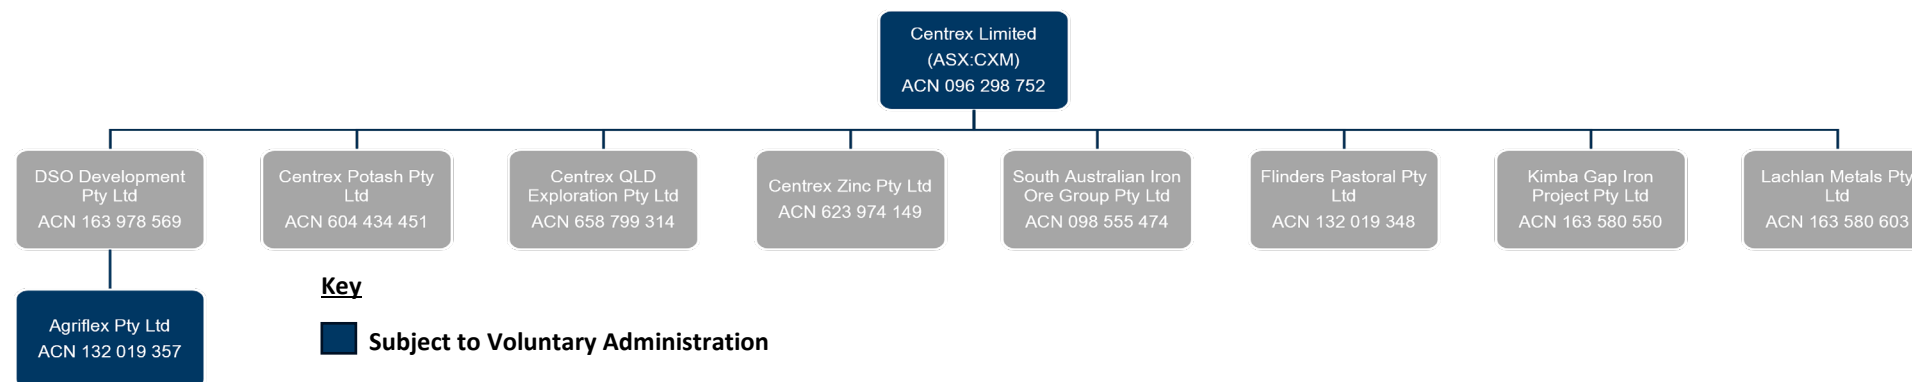 Centrex Limited
(ASX:CXM)
ACN 096 298 752
DSO Development
Pty Ltd
ACN 163 978 569
Centrex Potash Pty
Ltd
ACN 604 434 451
Centrex QLD
Exploration Pty Ltd
ACN 658 799 314
Centrex Zinc Pty Ltd
ACN 623 974 149
South Australian Iron
Ore Group Pty Ltd
ACN 098 555 474
Flinders Pastoral Pty
Ltd
ACN 132 019 348
Kimba Gap Iron
Project Pty Ltd
ACN 163 580 550
Lachlan Metals Pty
Ltd
ACN 163 580 603
Agriflex Pty Ltd
ACN 132 019 357
Key
Subject to Voluntary Administration